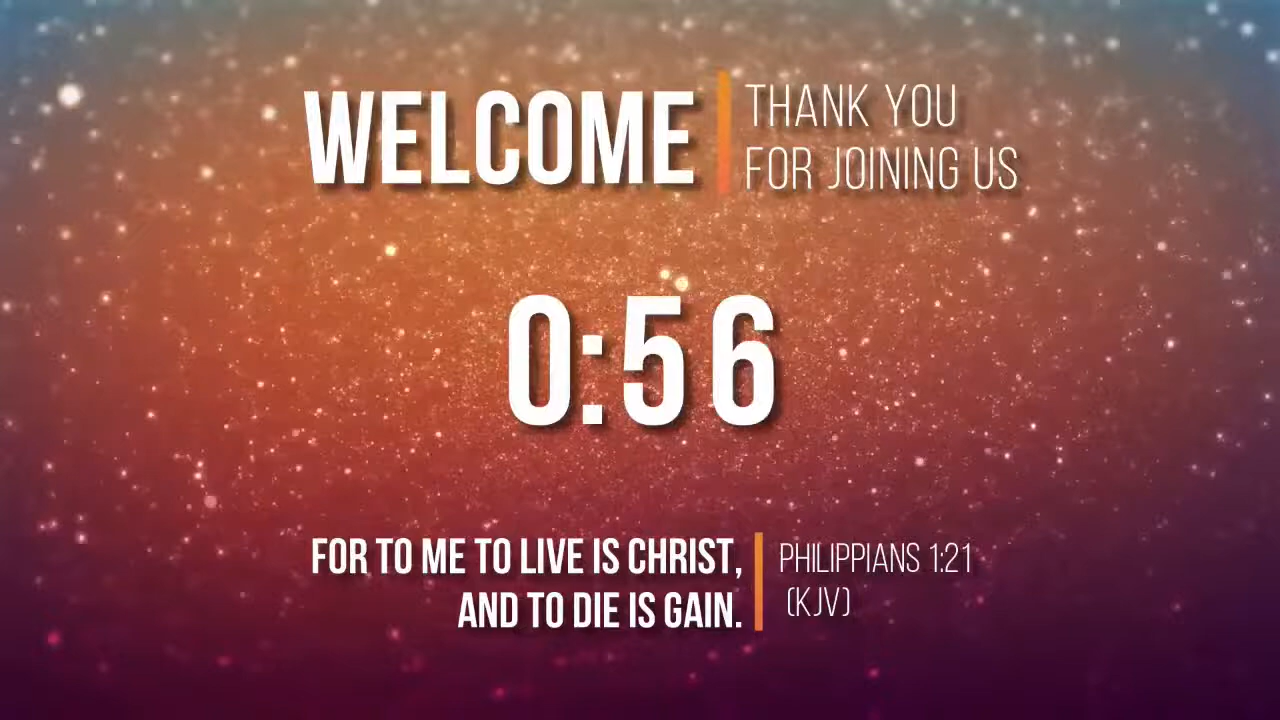 WELCOME
THANK YOU
FOR JOINING US
0:56
FOR TO ME TO LIVE IS CHRIST,
AND TO DIE IS GAIN.
PHILIPPIANS 1:21
(KJV)